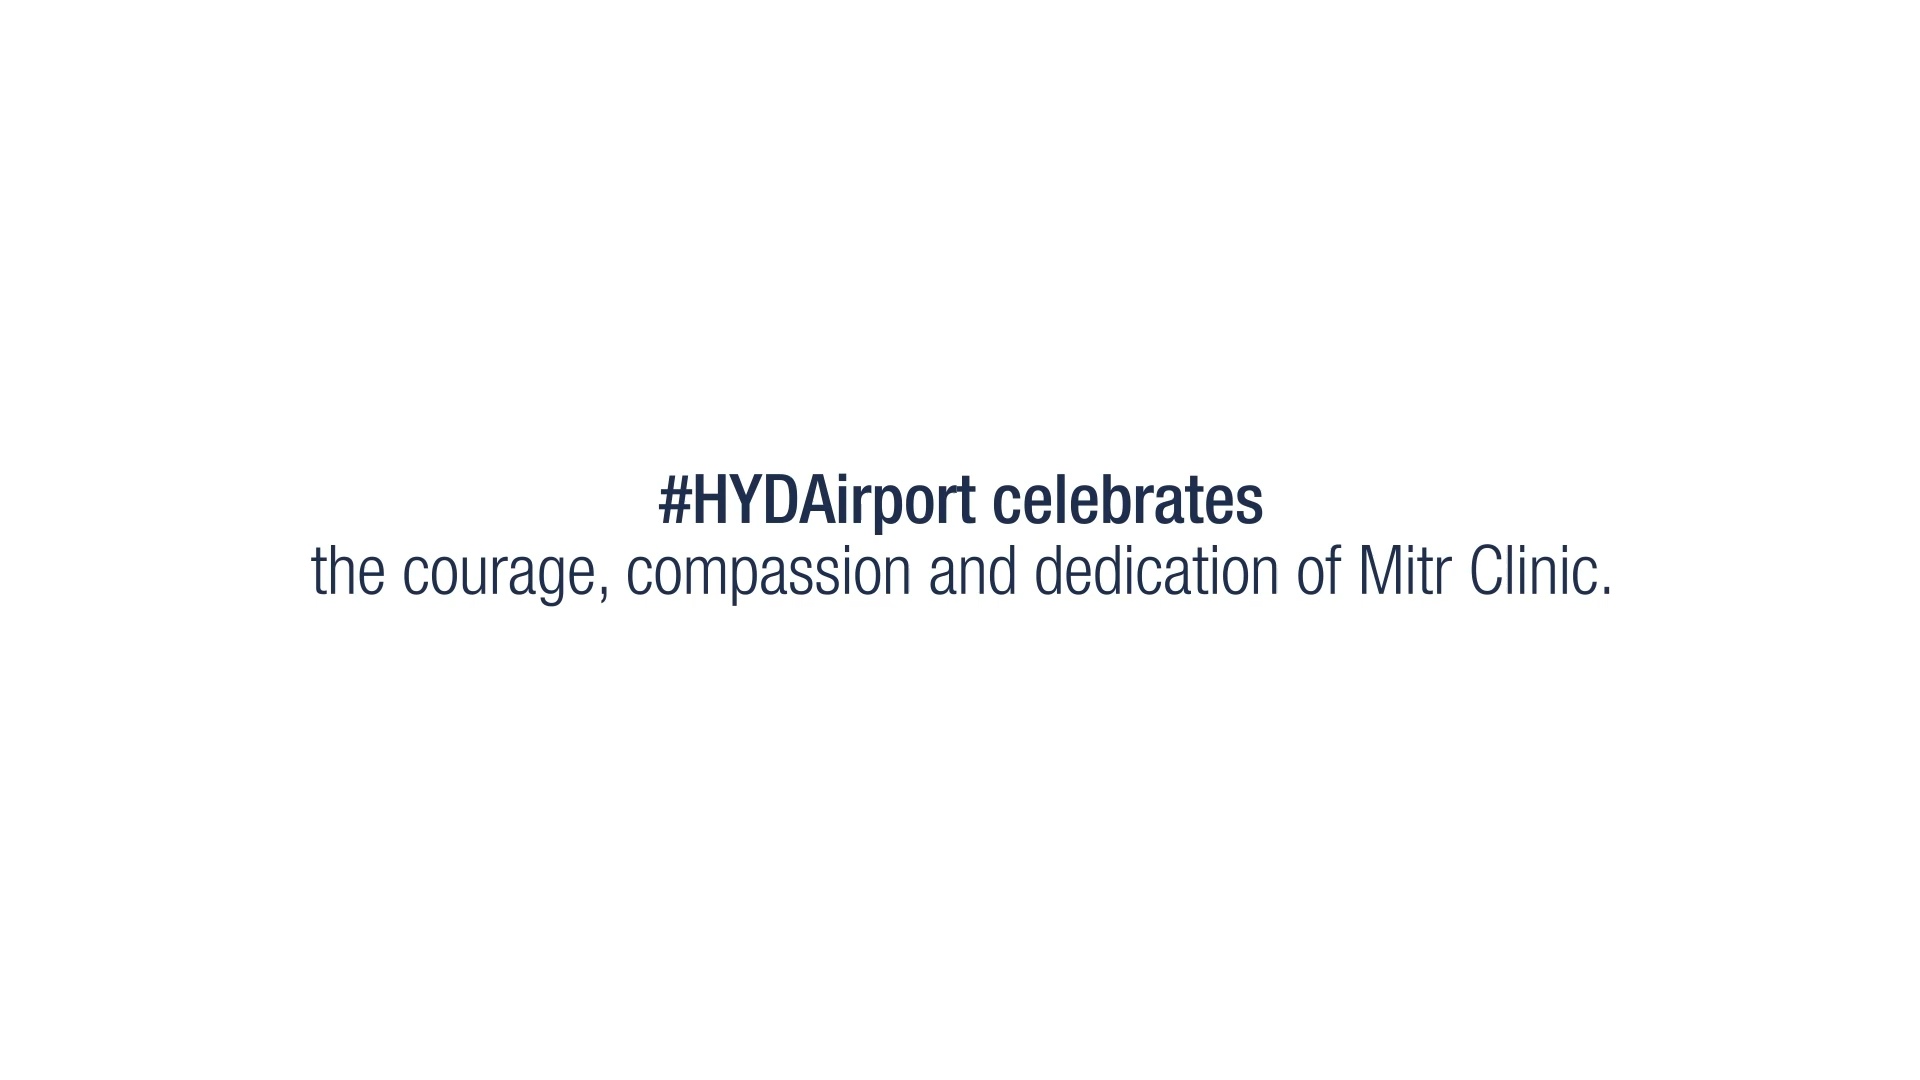 #HYDAirport celebrates
the courage, compassion and dedication of Mitr Clinic.